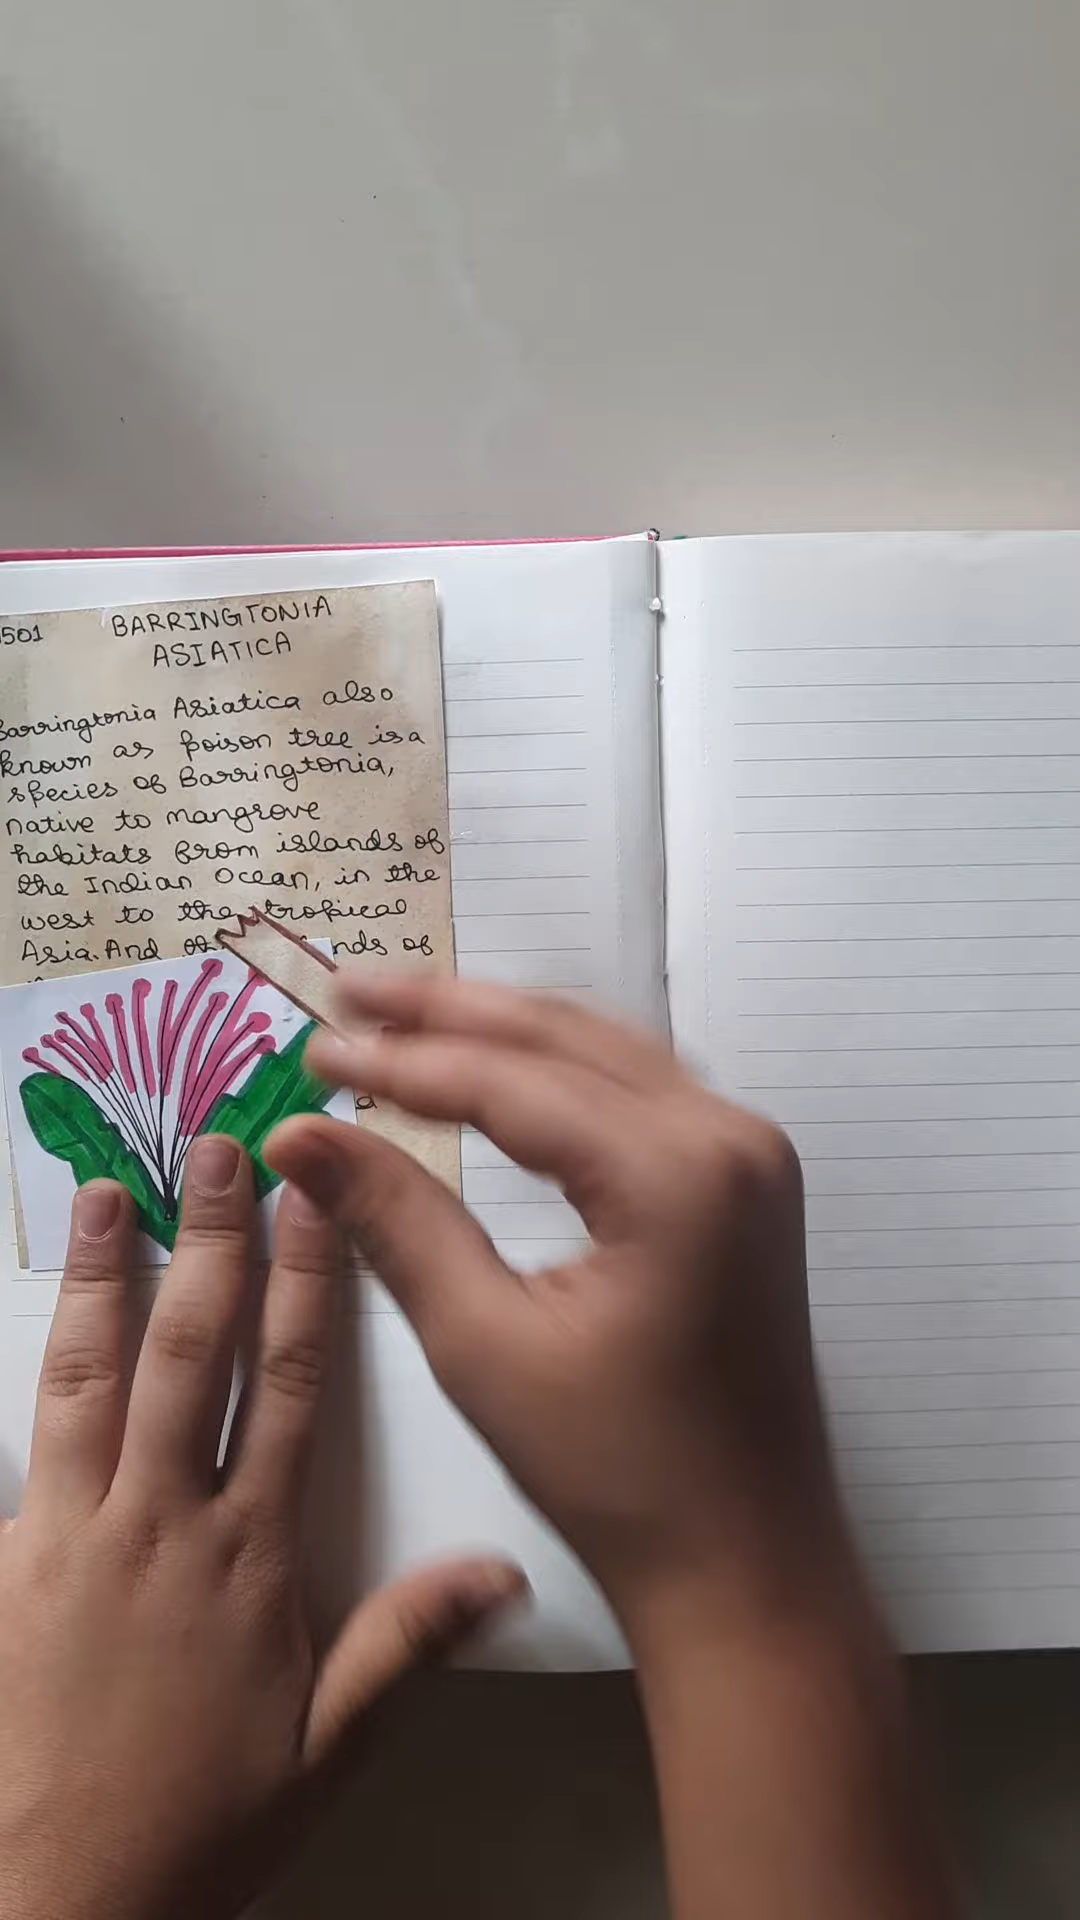 501 BARRINGTONIA
ASIATICA
Barringtonia Asiatica also
known as poison tree is a
species of Barringtonia,
native to mangrove
habitats from islands of
the Indian Ocean, in the
west to the tropical
Asia. And of